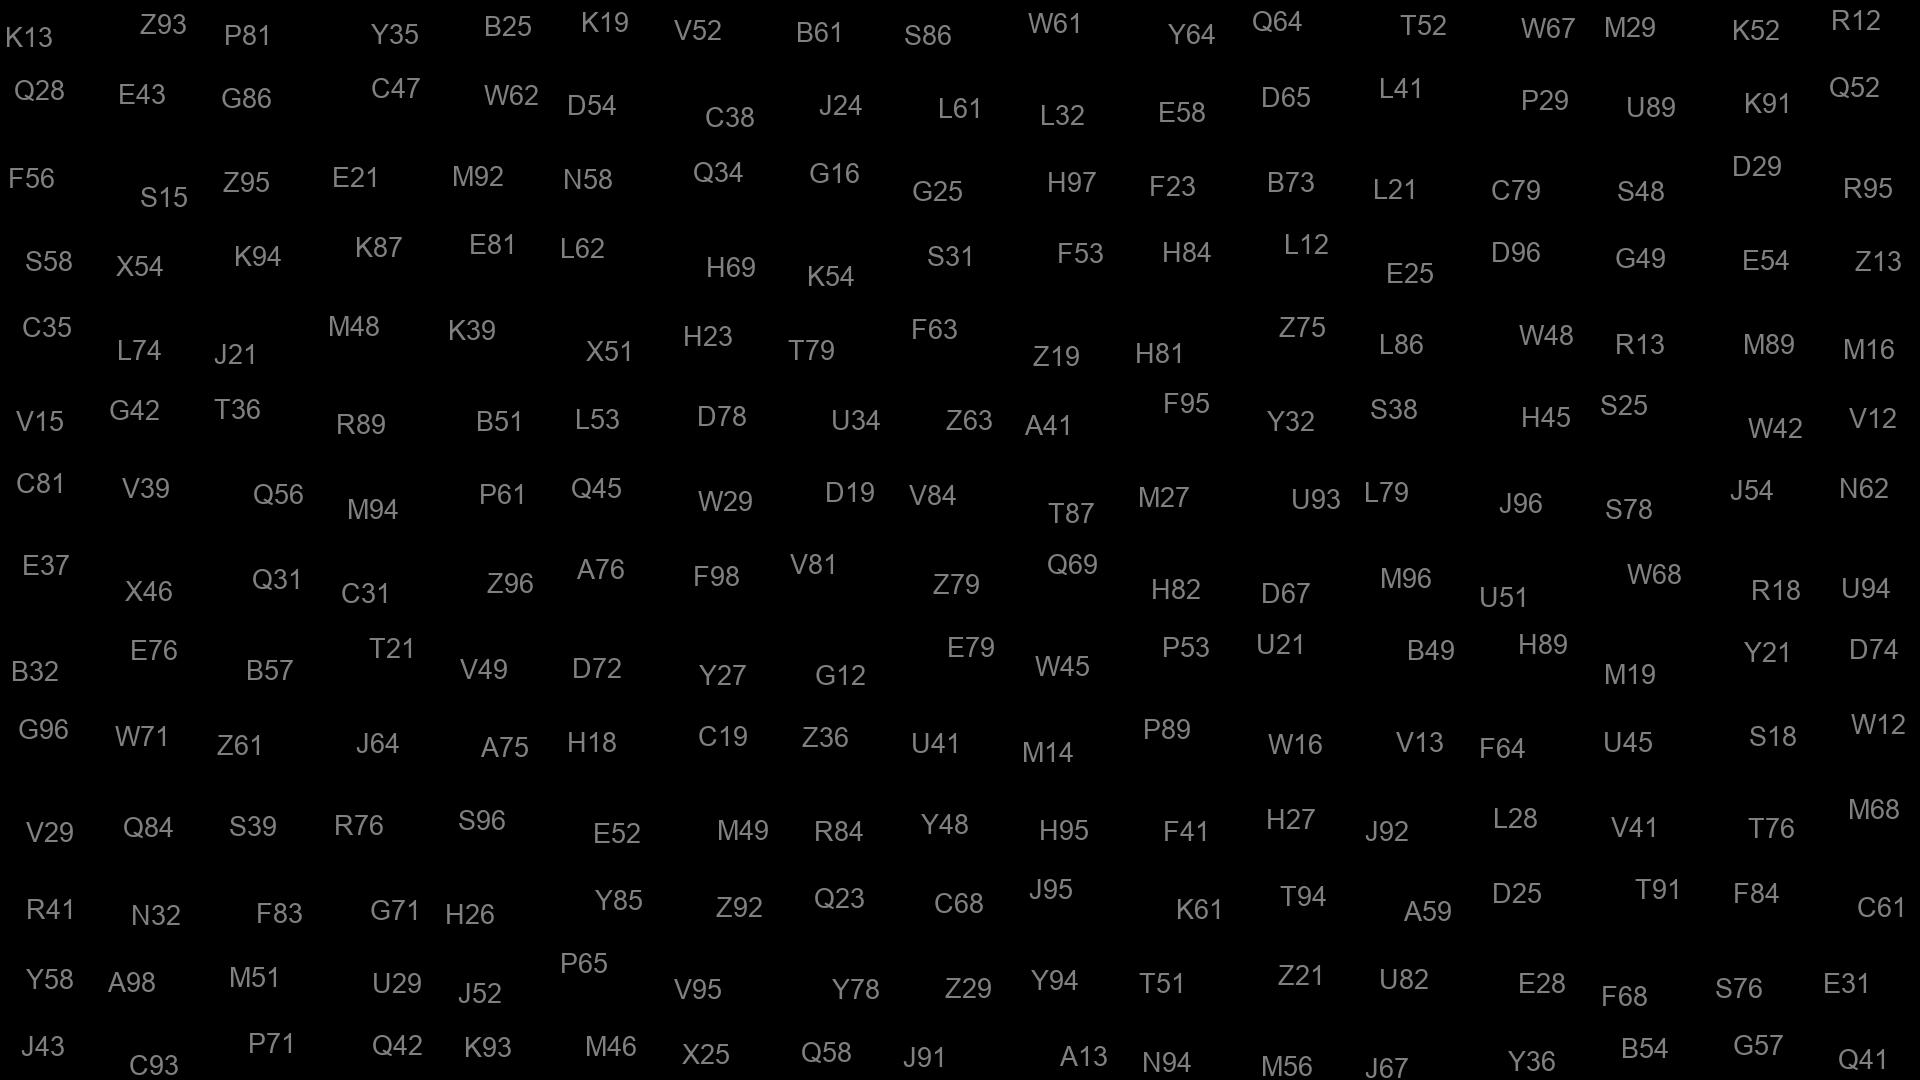 K13 Z93 P81 Y35 B25 K19 V52 B61 S86 W61 Y64 Q64 T52 W67 M29 K52 R12
Q28 E43 G86 C47 W62 D54 C38 J24 L61 L32 E58 D65 L41 P29 U89 K91 Q52
F56 S15 Z95 E21 M92 N58 Q34 G16 G25 H97 F23 B73 L21 C79 S48 D29 R95
S58 X54 K94 K87 E81 L62 H69 K54 S31 F53 H84 L12 E25 D96 G49 E54 Z13
C35 L74 J21 M48 K39 X51 H23 T79 F63 Z19 H81 Z75 L86 W48 R13 M89 M16
V15 G42 T36 R89 B51 L53 D78 U34 Z63 A41 F95 Y32 S38 H45 S25 W42 V12
C81 V39 Q56 M94 P61 Q45 W29 D19 V84 T87 M27 U93 L79 J96 S78 J54 N62
E37 X46 Q31 C31 Z96 A76 F98 V81 Z79 Q69 H82 D67 M96 U51 W68 R18 U94
B32 E76 B57 T21 V49 D72 Y27 G12 E79 W45 P53 U21 B49 H89 M19 Y21 D74
G96 W71 Z61 J64 A75 H18 C19 Z36 U41 M14 P89 W16 V13 F64 U45 S18 W12
V29 Q84 S39 R76 S96 E52 M49 R84 Y48 H95 F41 H27 J92 L28 V41 T76 M68
R41 N32 F83 G71 H26 Y85 Z92 Q23 C68 J95 K61 T94 A59 D25 T91 F84 C61
Y58 A98 M51 U29 J52 P65 V95 Y78 Z29 Y94 T51 Z21 U82 E28 F68 S76 E31
J43 C93 P71 Q42 K93 M46 X25 Q58 J91 A13 N94 M56 J67 Y36 B54 G57 Q41